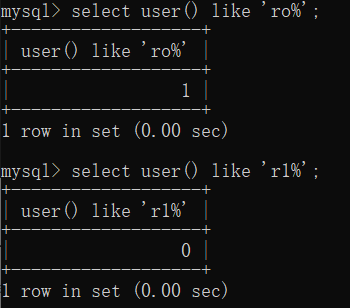 mysql> select user() like 'ro%';
+--------------------+
| user() like 'ro%' |
+--------------------+
| 1 |
+--------------------+
1 row in set (0.00 sec)
mysql> select user() like 'r1%';
+--------------------+
| user() like 'r1%' |
+--------------------+
| 0 |
+--------------------+
1 row in set (0.00 sec)